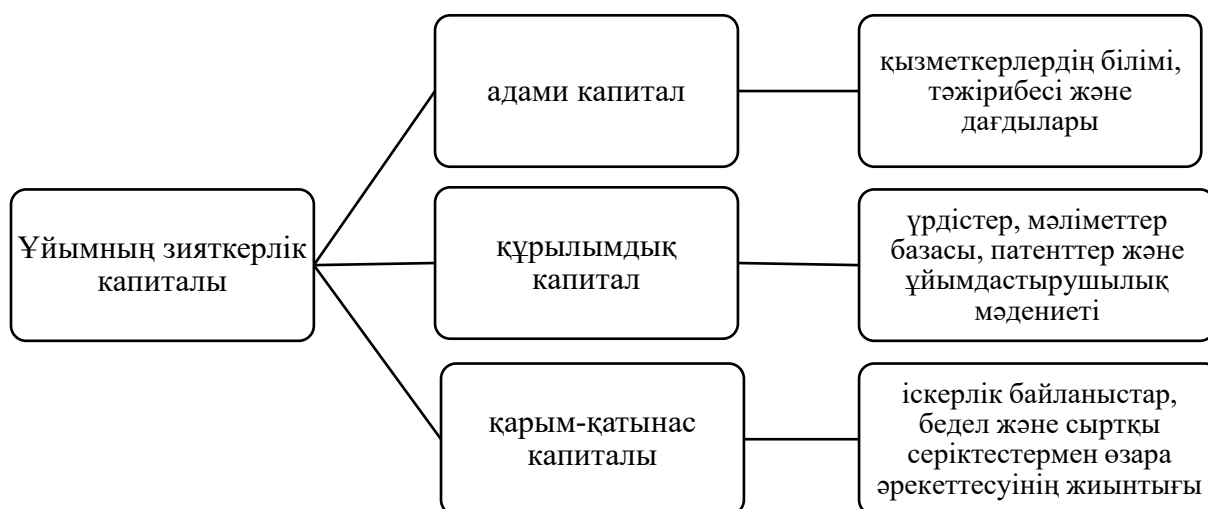 Ұйымның зияткерлік
капиталы
адами капитал
қызметкерлердің білімі,
тәжірибесі және
дағдылары
құрылымдық
капитал
үрдістер, мәліметтер
базасы, патенттер және
ұйымдастырушылық
мәдениеті
қарым-қатынас
капиталы
іскерлік байланыстар,
бедел және сыртқы
серіктестермен өзара
әрекеттесуінің жиынтығы